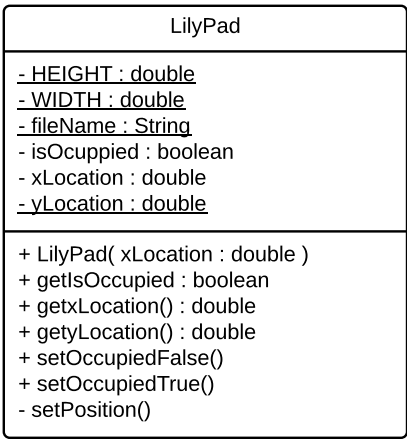 LilyPad
- HEIGHT : double
- WIDTH : double
- fileName : String
- isOcuppied : boolean
- xLocation : double
- yLocation : double
+ LilyPad( xLocation : double )
+ getIsOccupied : boolean
+ getxLocation() : double
+ getyLocation() : double
+ setOccupiedFalse()
+ setOccupiedTrue()
- setPosition()